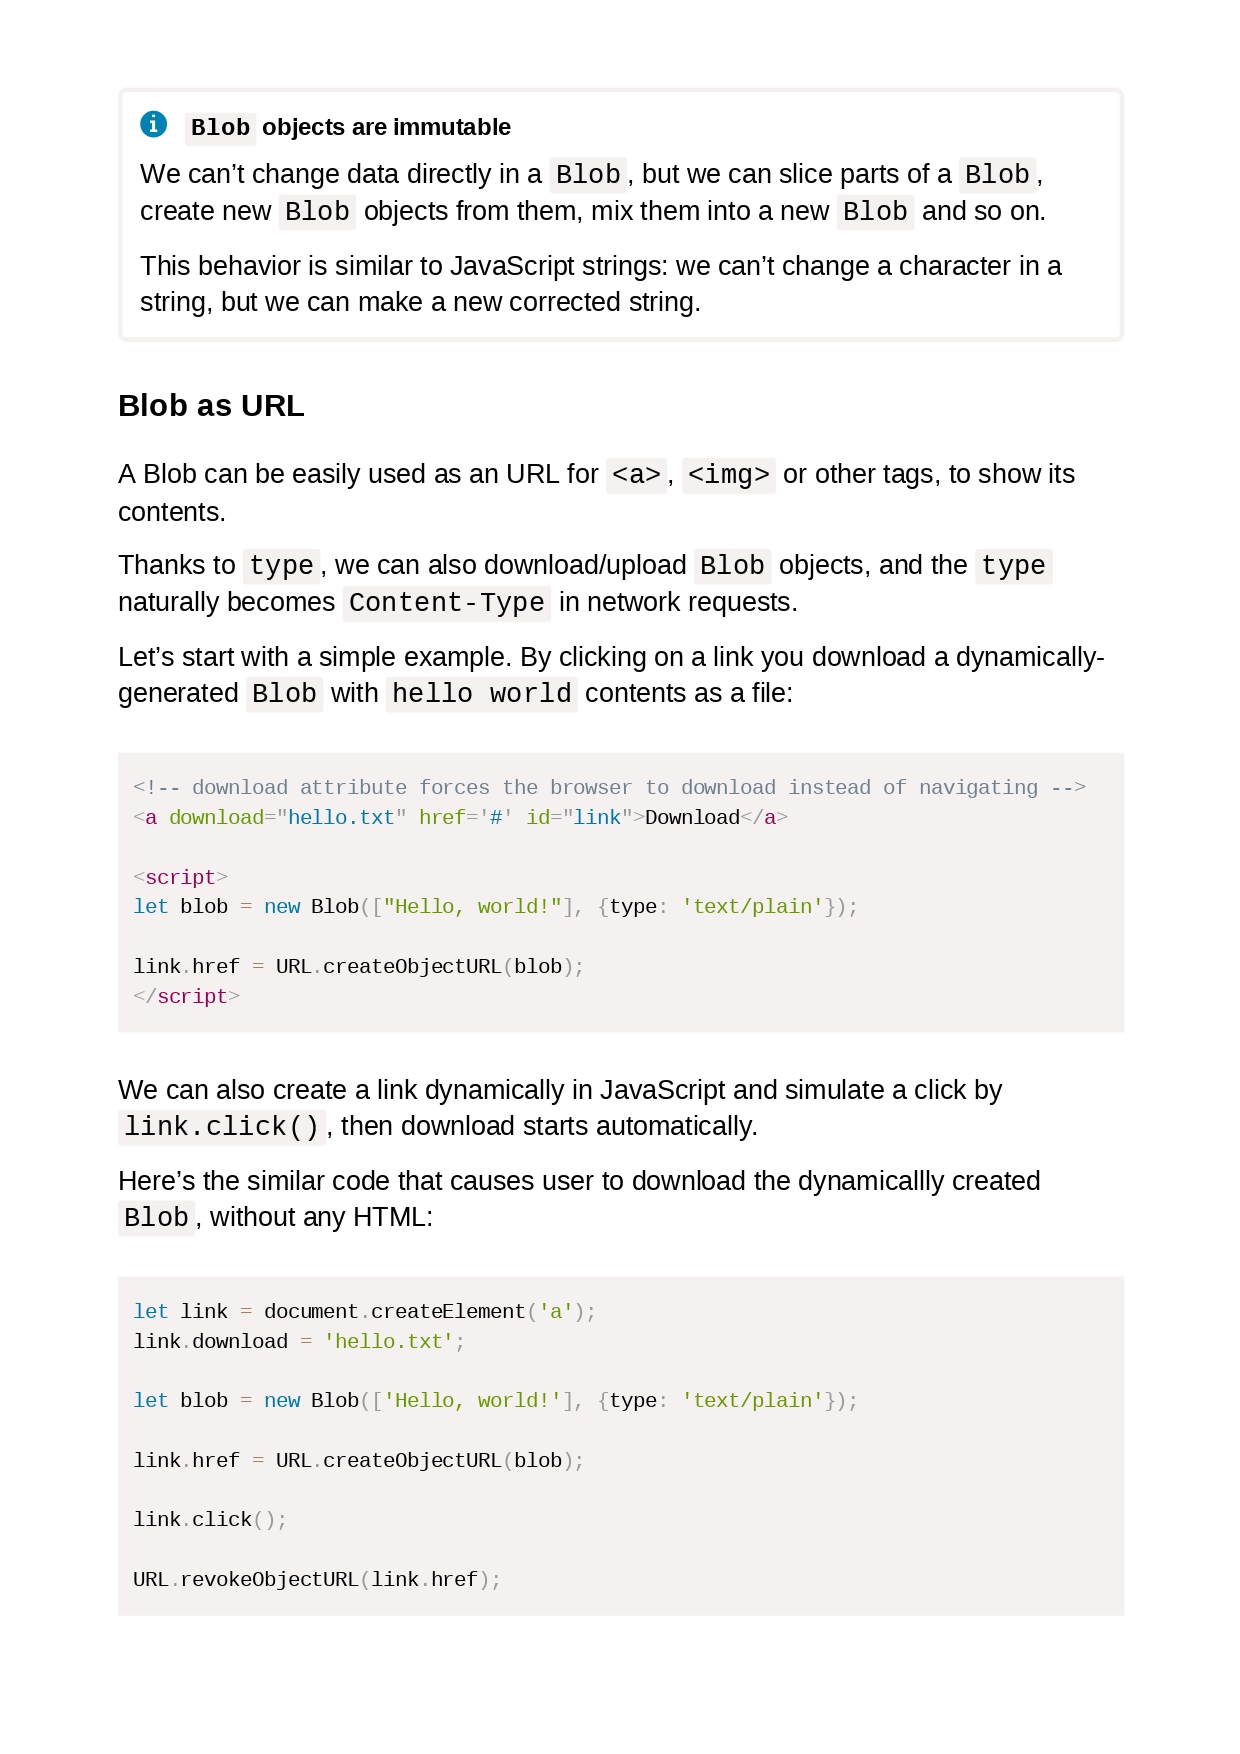 Blob objects are immutable
We can’t change data directly in a Blob, but we can slice parts of a Blob,
create new Blob objects from them, mix them into a new Blob and so on.
This behavior is similar to JavaScript strings: we can’t change a character in a
string, but we can make a new corrected string.
Blob as URL
A Blob can be easily used as an URL for <a>, <img> or other tags, to show its
contents.
Thanks to type, we can also download/upload Blob objects, and the type
naturally becomes Content-Type in network requests.
Let’s start with a simple example. By clicking on a link you download a dynamically-
generated Blob with hello world contents as a file:
<!-- download attribute forces the browser to download instead of navigating -->
<a download="hello.txt" href='#' id="link">Download</a>
<script>
let blob = new Blob(["Hello, world!"], {type: 'text/plain'});
link.href = URL.createObjectURL(blob);
</script>
We can also create a link dynamically in JavaScript and simulate a click by
link.click(), then download starts automatically.
Here’s the similar code that causes user to download the dynamicallly created
Blob, without any HTML:
let link = document.createElement('a');
link.download = 'hello.txt';
let blob = new Blob(['Hello, world!'], {type: 'text/plain'});
link.href = URL.createObjectURL(blob);
link.click();
URL.revokeObjectURL(link.href);